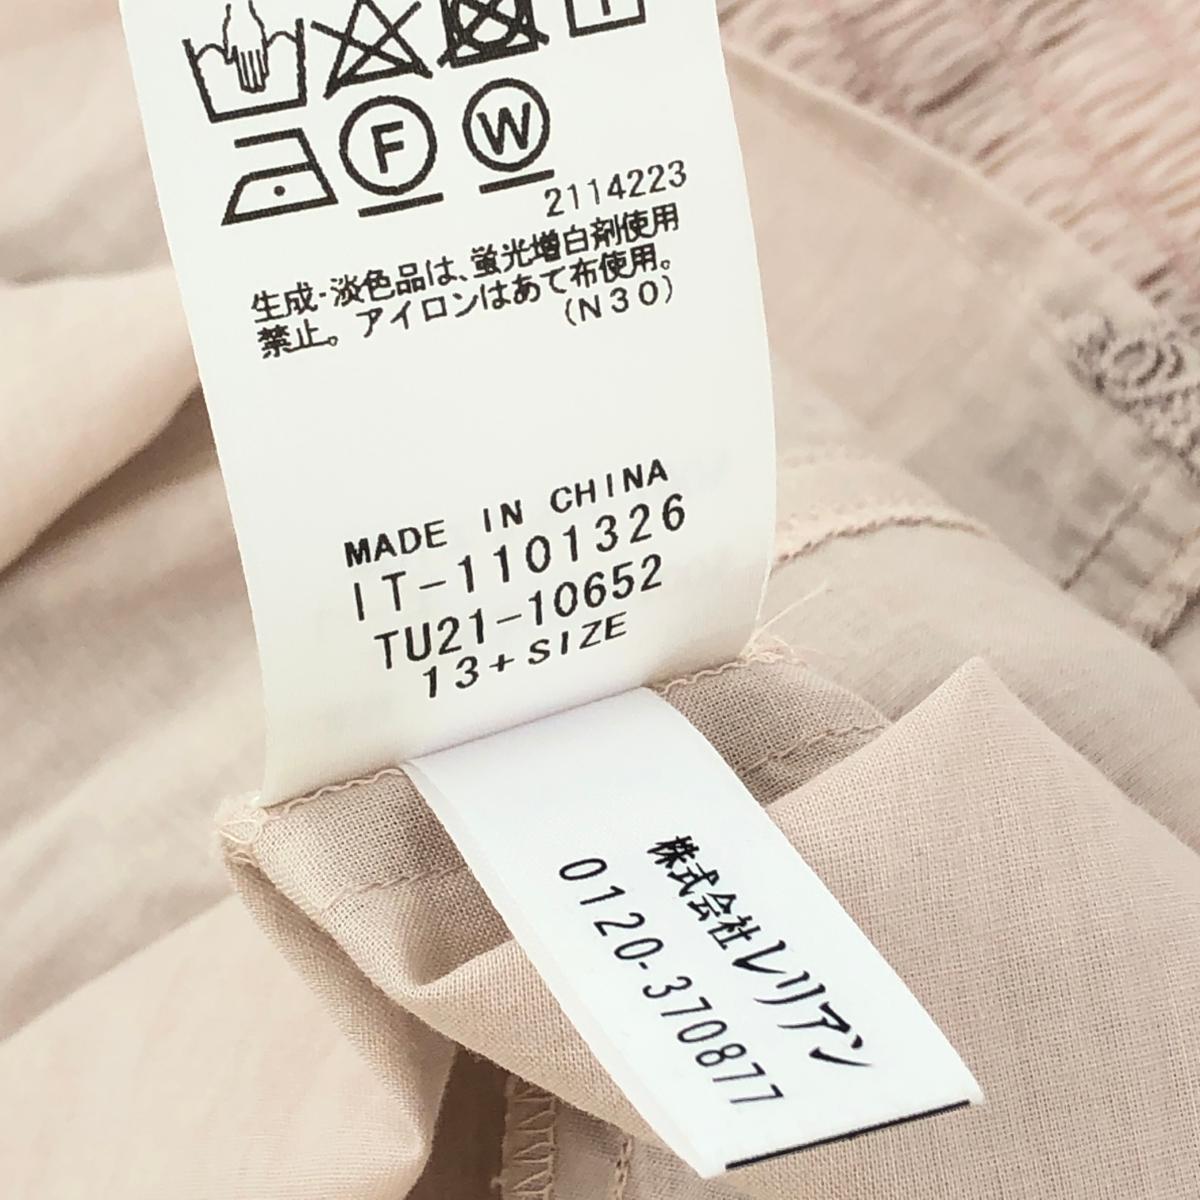 F W
2114223
生成・淡色品は、蛍光増白剤使用
禁止。アイロンはあて布使用。
(N30)
MADE IN CHINA
IT-1101326
TU21-10652
13+SIZE
株式会社レリアン
0120-370877